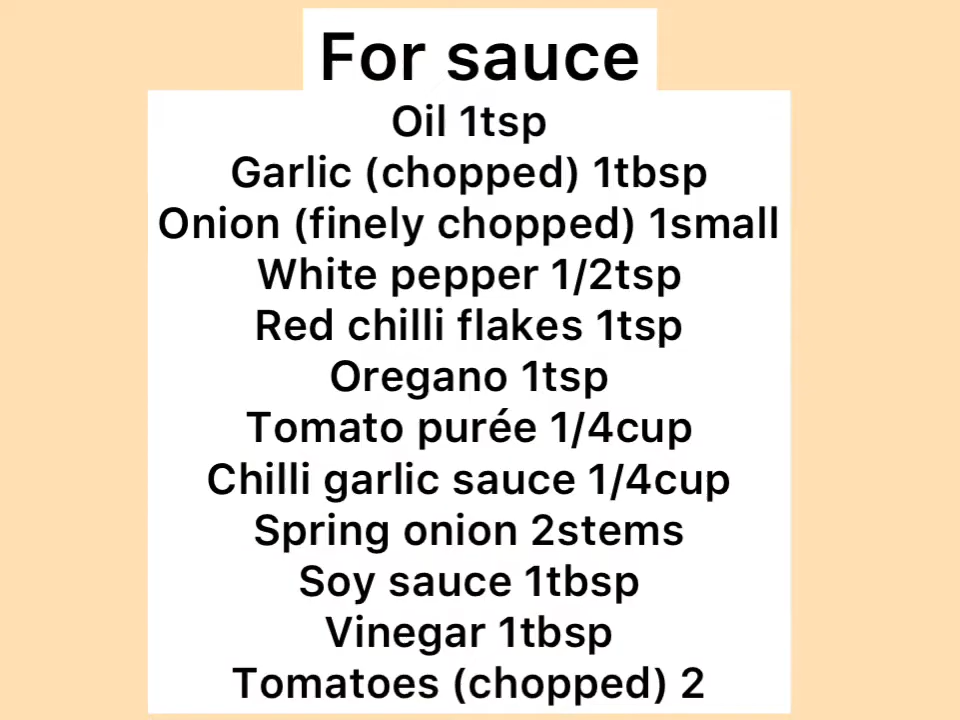 For sauce
Oil 1tsp
Garlic (chopped) 1tbsp
Onion (finely chopped) 1small
White pepper 1/2tsp
Red chilli flakes 1tsp
Oregano 1tsp
Tomato purée 1/4cup
Chilli garlic sauce 1/4cup
Spring onion 2stems
Soy sauce 1tbsp
Vinegar 1tbsp
Tomatoes (chopped) 2